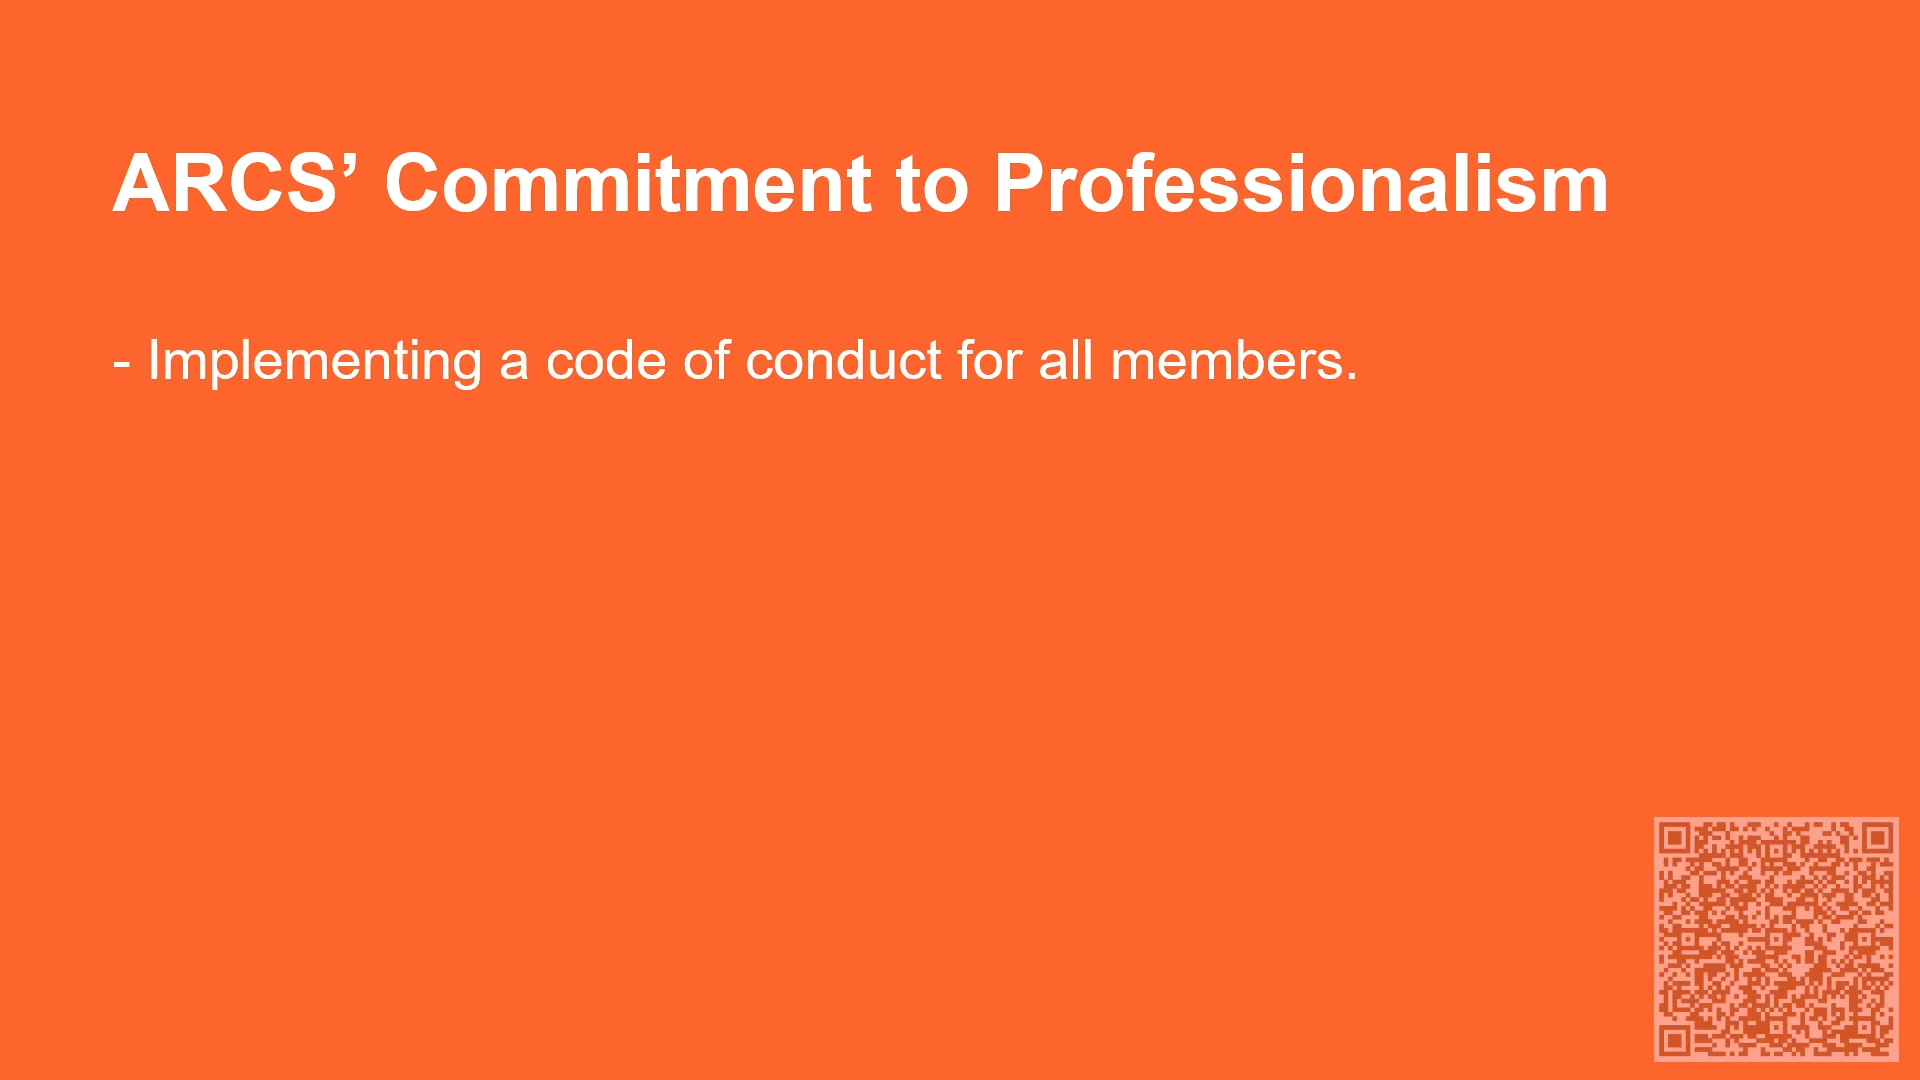 ARCS’ Commitment to Professionalism
- Implementing a code of conduct for all members.